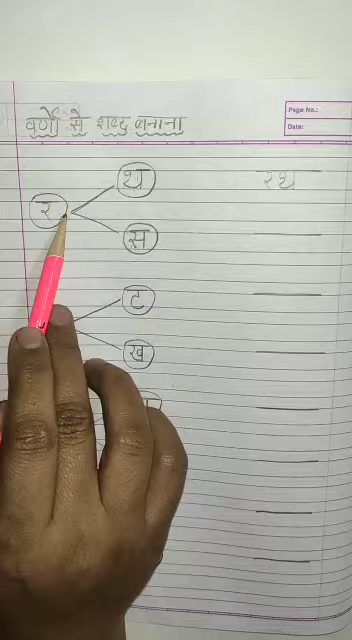 Page No.:
Date:
वर्णों से शब्द बनाना
थ
र
स
रथ
ट
ख